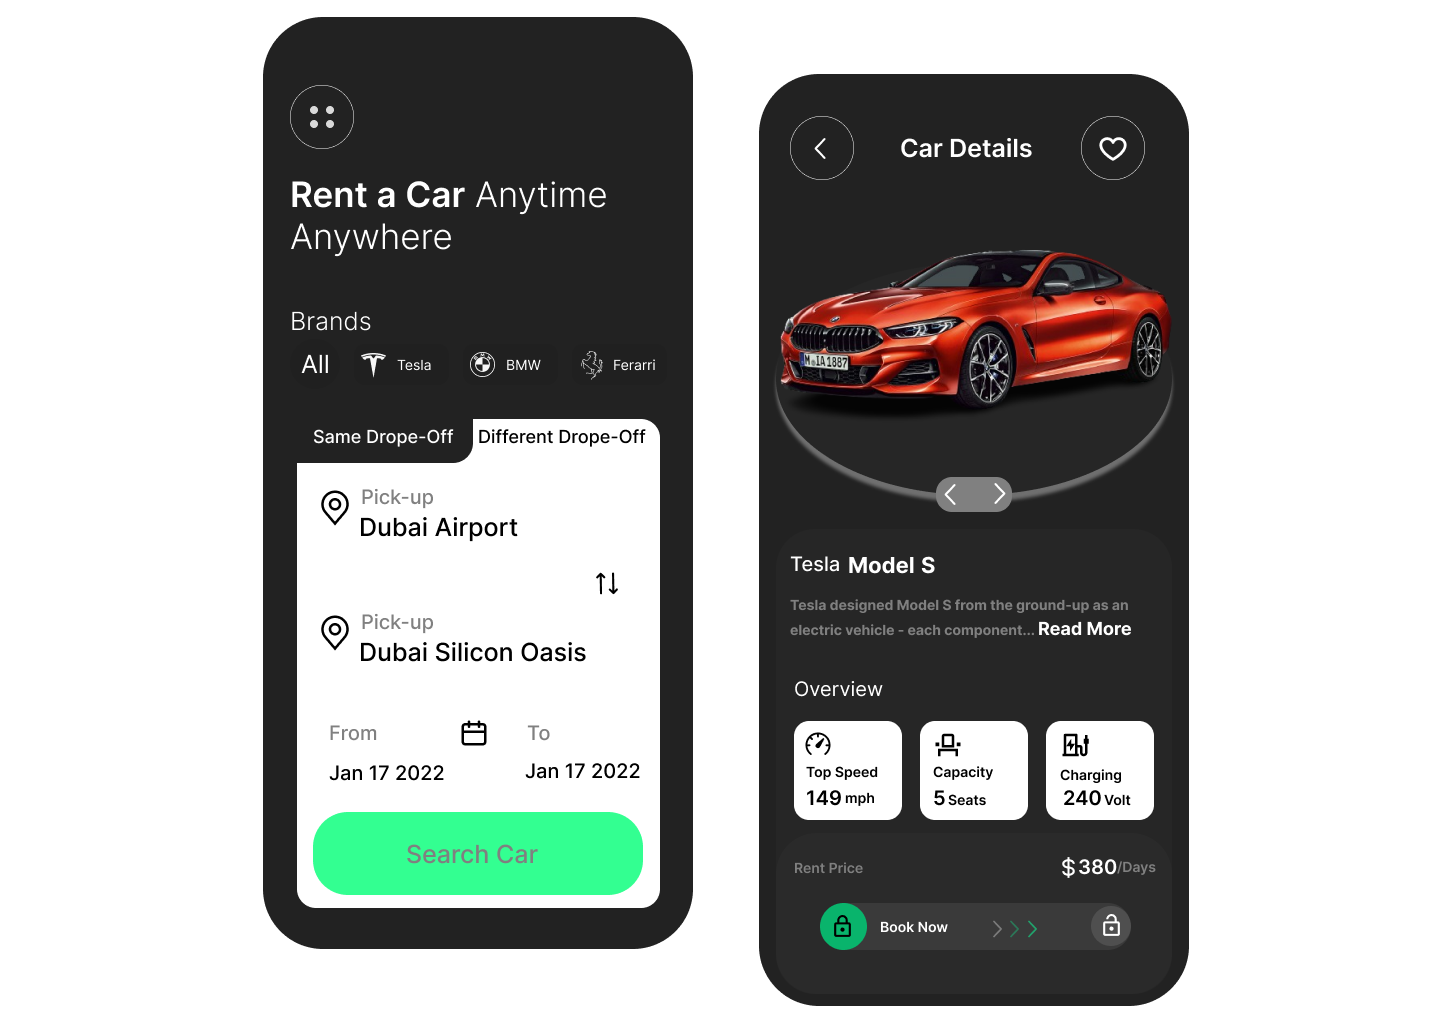 Rent a Car Anytime
Anywhere
Brands
All Tesla BMW Ferarri
Same Drope-Off Different Drope-Off
Pick-up
Dubai Airport
Pick-up
Dubai Silicon Oasis
From To
Jan 17 2022 Jan 17 2022
Search Car
Car Details
M IA 1887
Tesla Model S
Tesla designed Model S from the ground-up as an
electric vehicle - each component... Read More
Overview
Top Speed Capacity Charging
149 mph 5 Seats 240 Volt
Rent Price $380/Days
Book Now